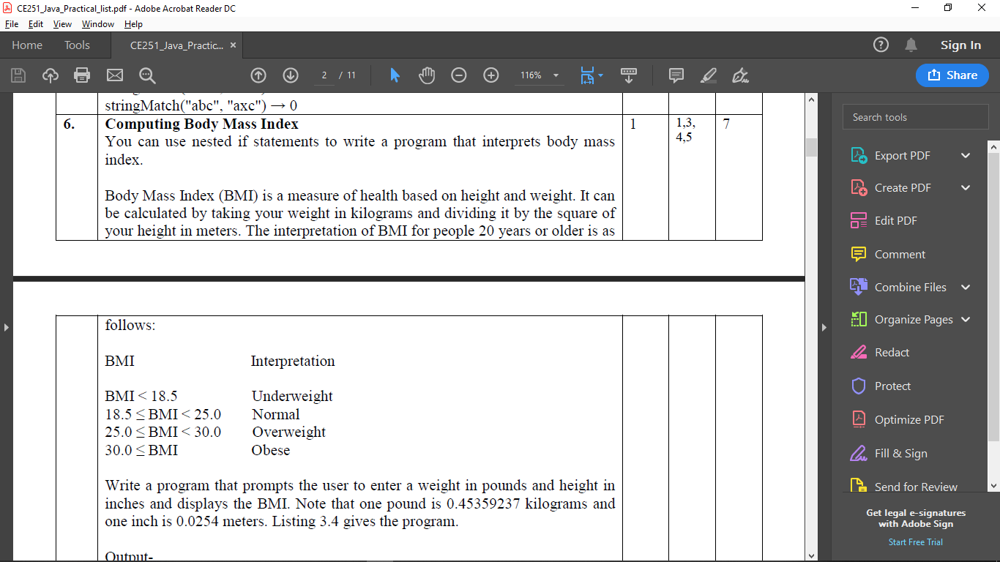 CE251_Java_Practical_list.pdf - Adobe Acrobat Reader DC
File Edit View Window Help
Home Tools CE251_Java_Practic... × ? Sign In
2 / 11 116% Share
stringMatch("abc", "axc") → 0
6. Computing Body Mass Index 1 1,3, 7
4,5
You can use nested if statements to write a program that interprets body mass
index.
Body Mass Index (BMI) is a measure of health based on height and weight. It can
be calculated by taking your weight in kilograms and dividing it by the square of
your height in meters. The interpretation of BMI for people 20 years or older is as
follows:
BMI Interpretation
BMI < 18.5 Underweight
18.5 ≤ BMI < 25.0 Normal
25.0 ≤ BMI < 30.0 Overweight
30.0 ≤ BMI Obese
Write a program that prompts the user to enter a weight in pounds and height in
inches and displays the BMI. Note that one pound is 0.45359237 kilograms and
one inch is 0.0254 meters. Listing 3.4 gives the program.
Output-
Search tools
Export PDF
Create PDF
Edit PDF
Comment
Combine Files
Organize Pages
Redact
Protect
Optimize PDF
Fill & Sign
Send for Review
Get legal e-signatures
with Adobe Sign
Start Free Trial